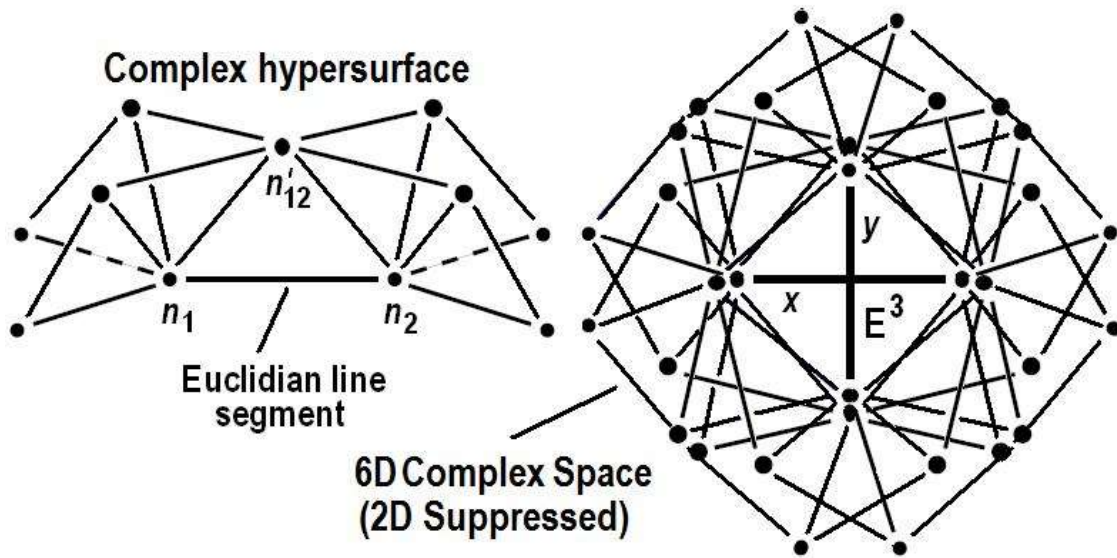 Complex hypersurface
n'12
n1
n2
Euclidian line
segment
y
x
E³
6D Complex Space
(2D Suppressed)